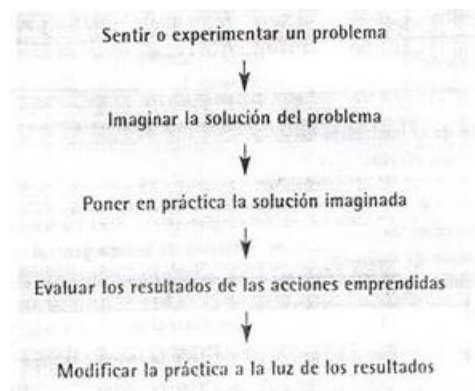 Sentir o experimentar un problema
Imaginar la solución del problema
Poner en práctica la solución imaginada
Evaluar los resultados de las acciones emprendidas
Modificar la práctica a la luz de los resultados